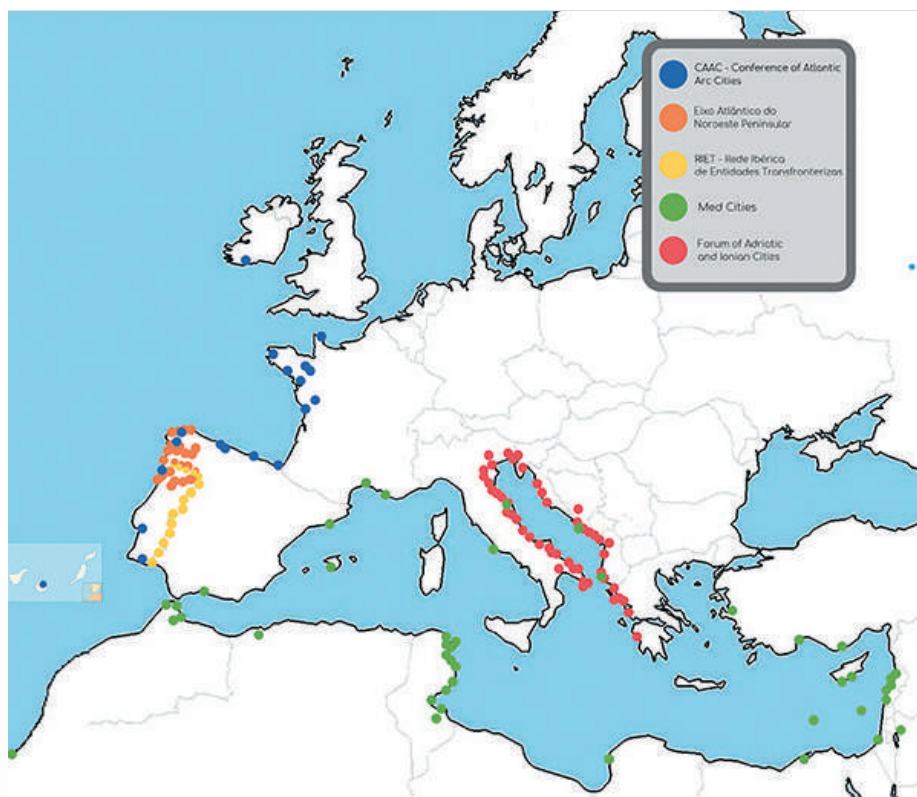 CAAC - Conference of Atlantic
Arc Cities
Eixo Atlántico do
Noroeste Peninsular
RIET - Rede Ibérica
de Entidades Transfronterizas
Med Cities
Forum of Adriatic
and Ionian Cities